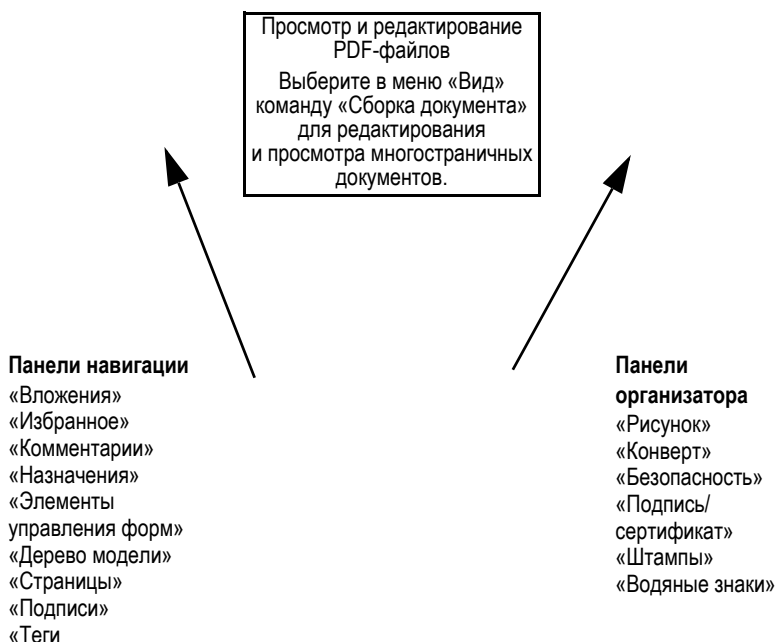 Просмотр и редактирование
PDF-файлов
Выберите в меню «Вид»
команду «Сборка документа»
для редактирования
и просмотра многостраничных
документов.
Панели навигации
«Вложения»
«Избранное»
«Комментарии»
«Назначения»
«Элементы
управления форм»
«Дерево модели»
«Страницы»
«Подписи»
«Теги
Панели
организатора
«Рисунок»
«Конверт»
«Безопасность»
«Подпись/
сертификат»
«Штампы»
«Водяные знаки»